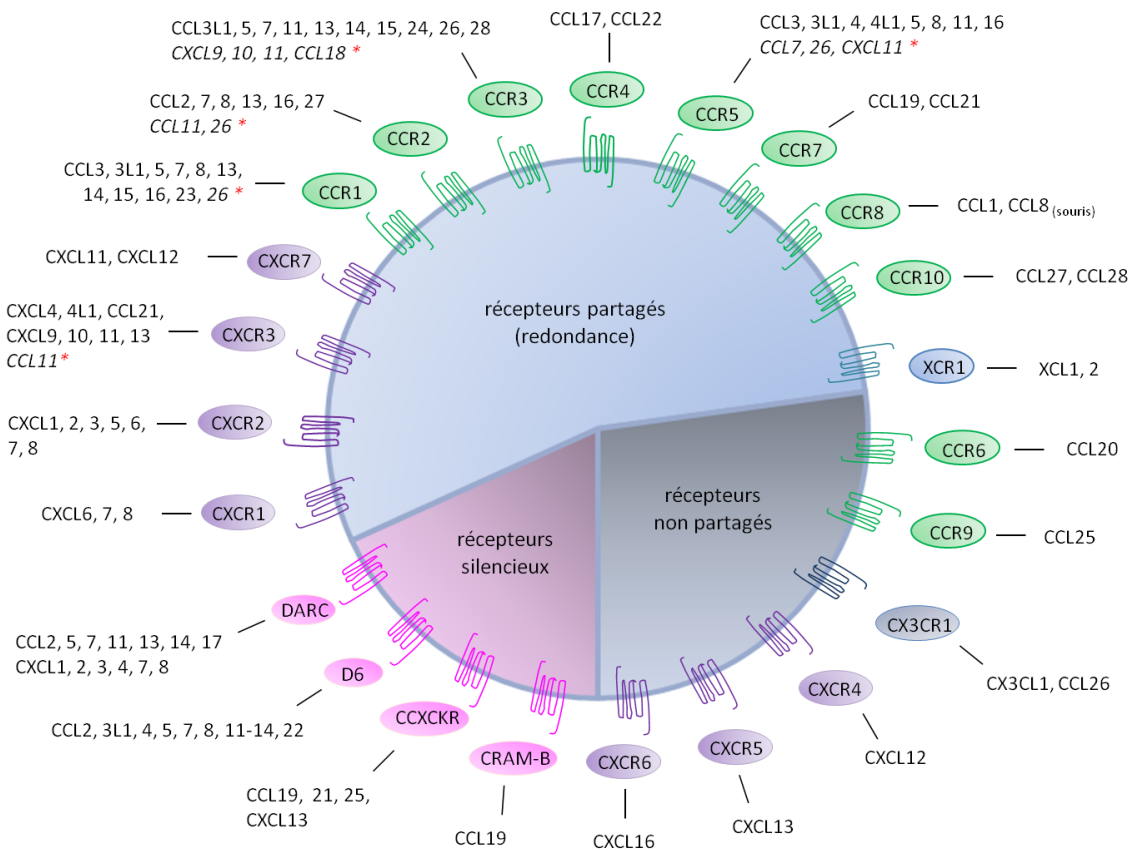 CCL17, CCL22
CCL3L1, 5, 7, 11, 13, 14, 15, 24, 26, 28
CXCL9, 10, 11, CCL18 *
CCL3, 3L1, 4, 4L1, 5, 8, 11, 16
CCL7, 26, CXCL11 *
CCR3
CCR4
CCR5
CCL2, 7, 8, 13, 16, 27
CCL11, 26 *
CCR2
CCR7
CCL19, CCL21
CCL3, 3L1, 5, 7, 8, 13,
14, 15, 16, 23, 26 *
CCR1
CCR8
CCL1, CCL8 (souris)
CXCL11, CXCL12
CXCR7
CCR10
CCL27, CCL28
CXCL4, 4L1, CCL21,
CXCL9, 10, 11, 13
CCL11 *
CXCR3
récepteurs partagés
(redondance)
XCR1
XCL1, 2
CXCL1, 2, 3, 5, 6,
7, 8
CXCR2
CCR6
CCL20
CXCL6, 7, 8
CXCR1
récepteurs
non partagés
CCR9
CCL25
récepteurs
silencieux
DARC
CCL2, 5, 7, 11, 13, 14, 17
CXCL1, 2, 3, 4, 7, 8
CX3CR1
CX3CL1, CCL26
D6
CCL2, 3L1, 4, 5, 7, 8, 11-14, 22
CXCR4
CXCL12
CCXCKR
CCL19, 21, 25,
CXCL13
CRAM-B
CCL19
CXCR6
CXCL16
CXCR5
CXCL13